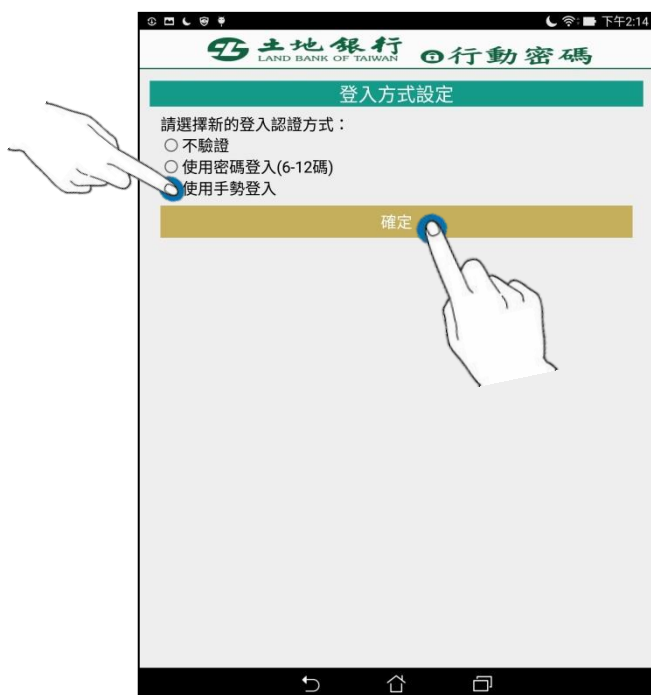 下午2:14
土地銀行
LAND BANK OF TAIWAN
行動密碼
登入方式設定
請選擇新的登入認證方式：
不驗證
使用密碼登入(6-12碼)
使用手勢登入
確定